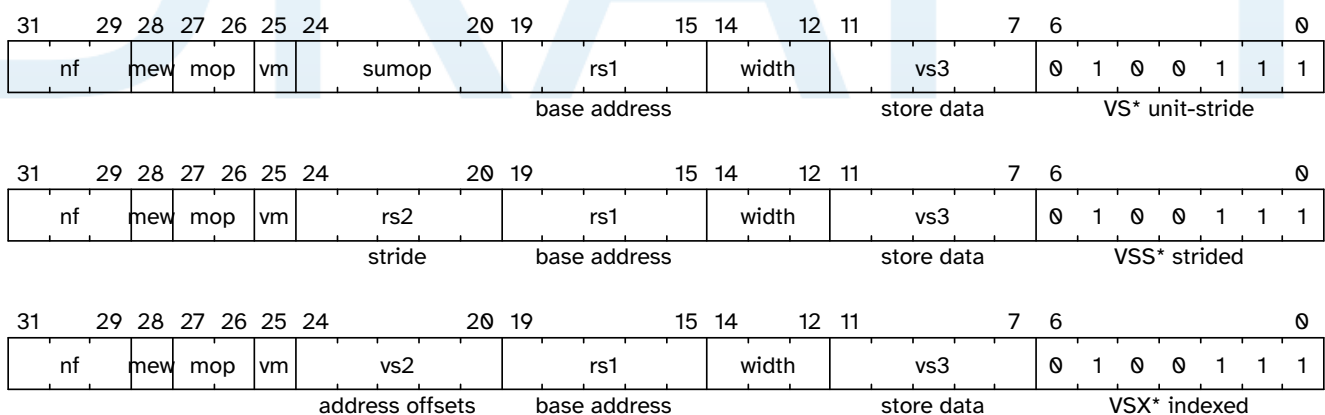 31 29 28 27 26 25 24 20 19 15 14 12 11 7 6 0
nf mew mop vm sumop rs1 width vs3 0 1 0 0 1 1 1
base address store data VS* unit-stride
31 29 28 27 26 25 24 20 19 15 14 12 11 7 6 0
nf mew mop vm rs2 rs1 width vs3 0 1 0 0 1 1 1
stride base address store data VSS* strided
31 29 28 27 26 25 24 20 19 15 14 12 11 7 6 0
nf mew mop vm vs2 rs1 width vs3 0 1 0 0 1 1 1
address offsets base address store data VSX* indexed